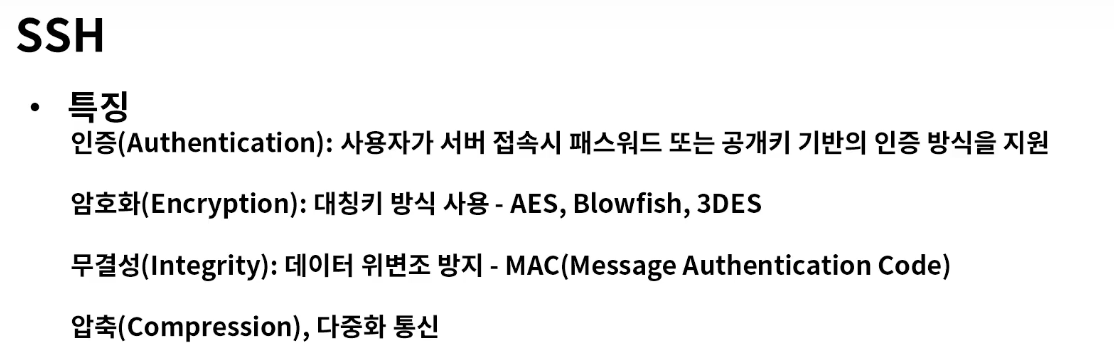 SSH
• 특징
인증(Authentication): 사용자가 서버 접속시 패스워드 또는 공개키 기반의 인증 방식을 지원
암호화(Encryption): 대칭키 방식 사용 - AES, Blowfish, 3DES
무결성(Integrity): 데이터 위변조 방지 - MAC(Message Authentication Code)
압축(Compression), 다중화 통신